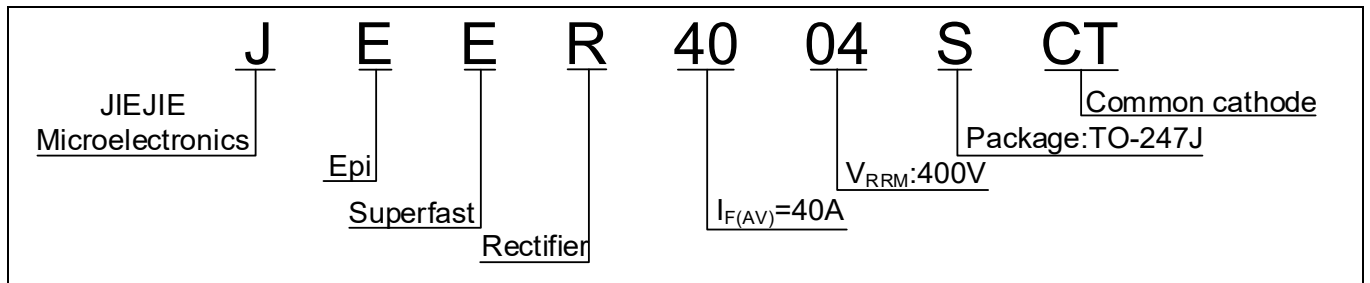 J E E R 40 04 S CT
JIEJIE
Microelectronics
Common cathode
Package:TO-247J
Epi
VRRM:400V
Superfast
IF(AV)=40A
Rectifier